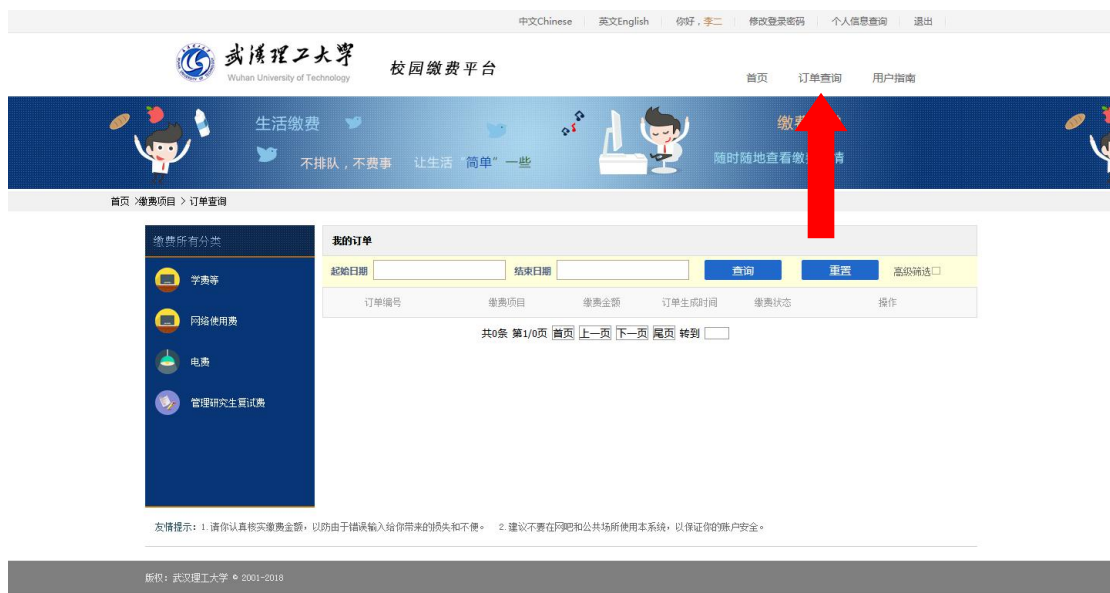 中文Chinese 英文English 你好，李二 修改登录密码 个人信息查询 退出
武汉理工大学
Wuhan University of Technology
校园缴费平台
首页 订单查询 用户指南
生活缴费
不排队，不费事 让生活“简单”一些
随时随地查看缴
情
首页 >缴费项目 > 订单查询
缴费所有分类
学费等
网络使用费
电费
管理研究生复试费
我的订单
起始日期 结束日期 查询 重置 高级筛选
订单编号 缴费项目 缴费金额 订单生成时间 缴费状态 操作
共0条 第1/0页 首页 上一页 下一页 尾页 转到
友情提示：1.请你认真核实缴费金额，以防由于错误输入给你带来的损失和不便。 2.建议不要在网吧和公共场所使用本系统，以保证你的账户安全。
版权：武汉理工大学 © 2001-2018